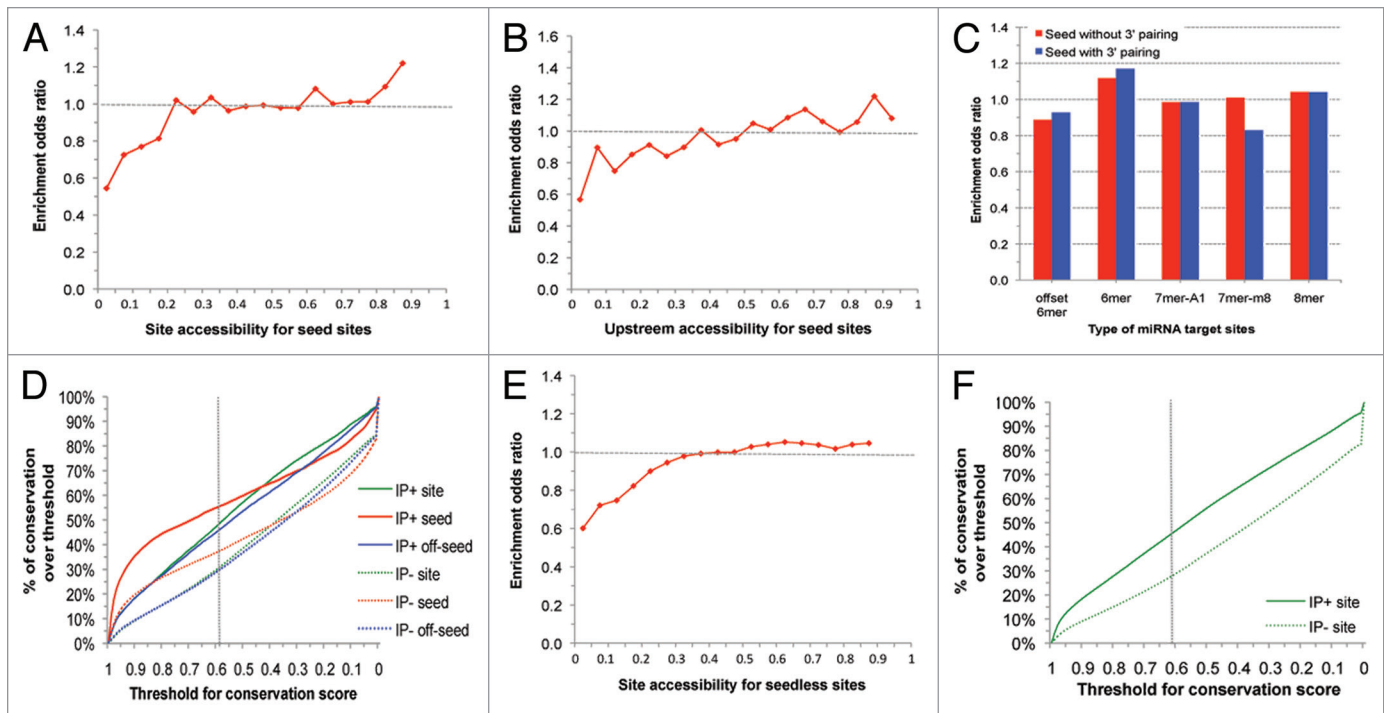 A
Enrichment odds ratio
1.4
1.2
1.0
0.8
0.6
0.4
0.2
0.0
0 0.1 0.2 0.3 0.4 0.5 0.6 0.7 0.8 0.9 1
Site accessibility for seed sites
B
Enrichment odds ratio
1.6
1.4
1.2
1.0
0.8
0.6
0.4
0.2
0.0
0 0.1 0.2 0.3 0.4 0.5 0.6 0.7 0.8 0.9 1
Upstreem accessibility for seed sites
C
Seed without 3' pairing
Seed with 3' pairing
Enrichment odds ratio
1.4
1.2
1.0
0.8
0.6
0.4
0.2
0.0
offset 6mer 7mer-A1 7mer-m8 8mer
6mer
Type of miRNA target sites
D
% of conservation
over threshold
100%
90%
80%
70%
60%
50%
40%
30%
20%
10%
0%
IP+ site
IP+ seed
IP+ off-seed
IP- site
IP- seed
IP- off-seed
1 0.9 0.8 0.7 0.6 0.5 0.4 0.3 0.2 0.1 0
Threshold for conservation score
E
Enrichment odds ratio
1.4
1.2
1.0
0.8
0.6
0.4
0.2
0.0
0 0.1 0.2 0.3 0.4 0.5 0.6 0.7 0.8 0.9 1
Site accessibility for seedless sites
F
% of conservation
over threshold
100%
90%
80%
70%
60%
50%
40%
30%
20%
10%
0%
IP+ site
IP- site
1 0.9 0.8 0.7 0.6 0.5 0.4 0.3 0.2 0.1 0
Threshold for conservation score